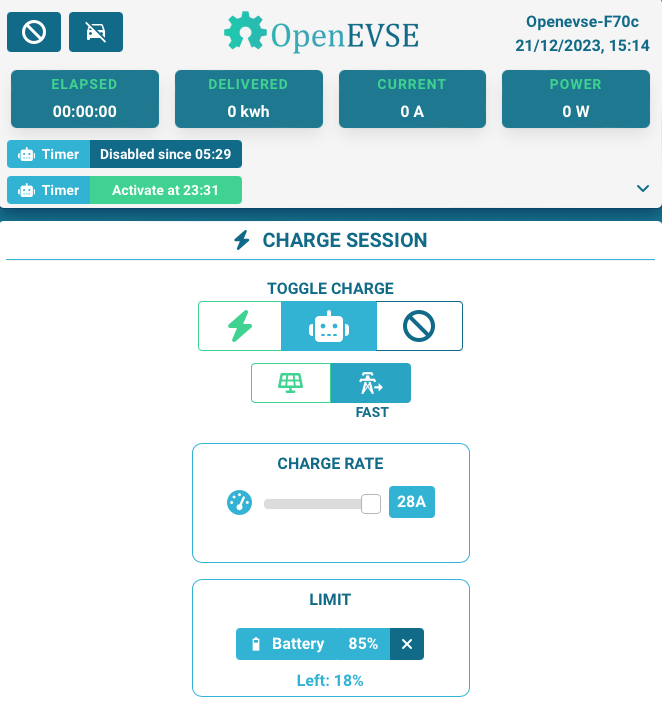 OpenEVSE
Openevse-F70c
21/12/2023, 15:14
ELAPSED
00:00:00
DELIVERED
0 kwh
CURRENT
0 A
POWER
0 W
Timer Disabled since 05:29
Timer Activate at 23:31
CHARGE SESSION
TOGGLE CHARGE
FAST
CHARGE RATE
28A
LIMIT
Battery 85%
Left: 18%